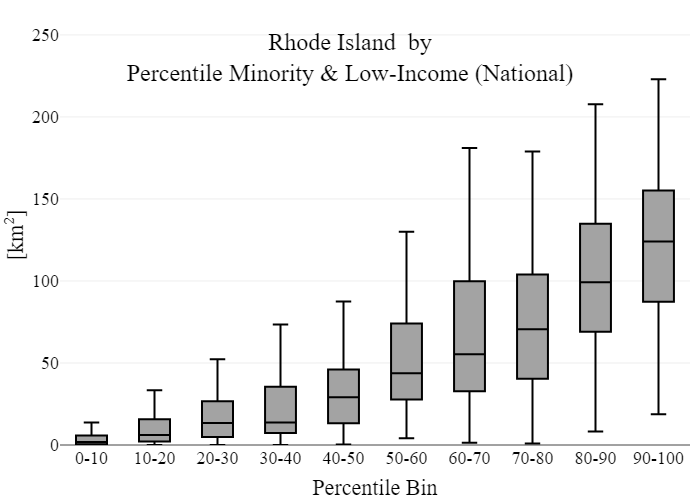 Rhode Island  by
Percentile Minority & Low-Income (National)
250
200
150
100
50
0
[km²]
0-10 10-20 20-30 30-40 40-50 50-60 60-70 70-80 80-90 90-100
Percentile Bin